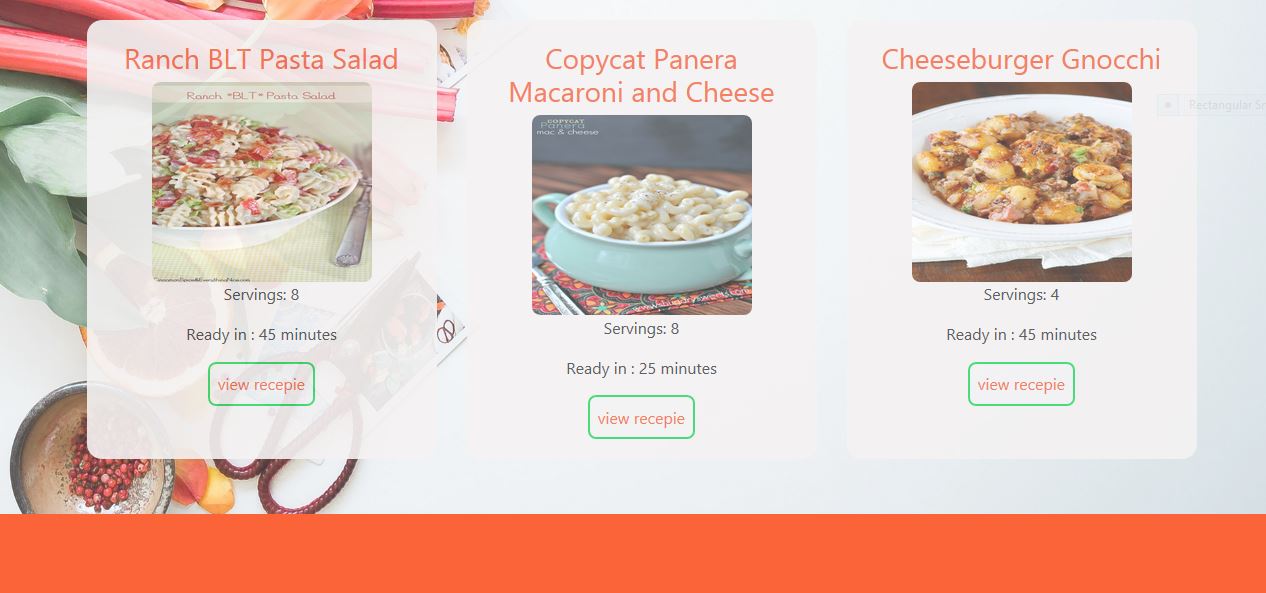 Ranch BLT Pasta Salad
Ranch *BLT* Pasta Salad
Servings: 8
Ready in : 45 minutes
view recepie
Copycat Panera
Macaroni and Cheese
COPYCAT
Panera
mac & cheese
Servings: 8
Ready in : 25 minutes
view recepie
Cheeseburger Gnocchi
Servings: 4
Ready in : 45 minutes
view recepie
Rectangular Sn